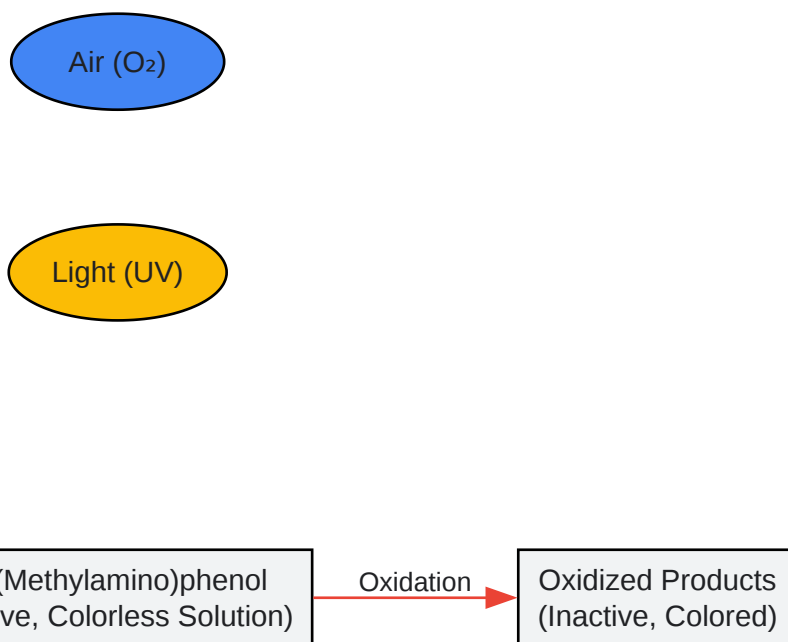 Air (O₂)
Light (UV)
(Methylamino)phenol
ve, Colorless Solution)
Oxidation
Oxidized Products
(Inactive, Colored)